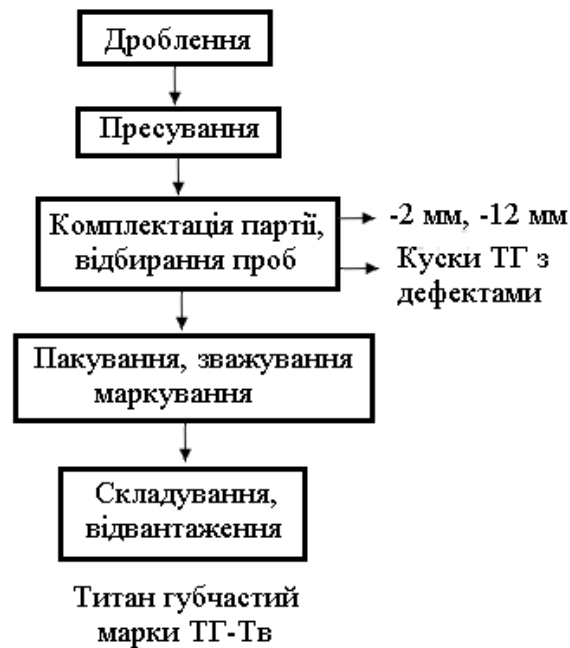 Дроблення
Пресування
Комплектація партії,
відбирання проб
-2 мм, -12 мм
Куски ТГ з
дефектами
Пакування, зважування
маркування
Складування,
відвантаження
Титан губчастий
марки ТГ-Тв